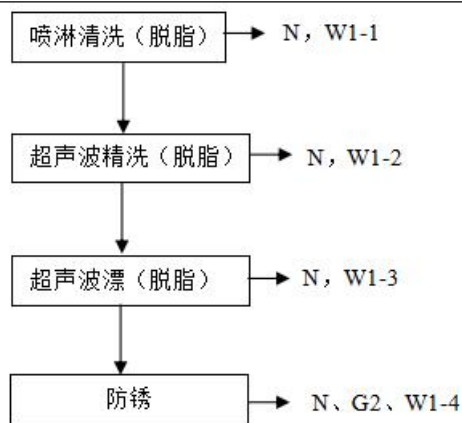 喷淋清洗（脱脂） N，W1-1
超声波精洗（脱脂） N，W1-2
超声波漂（脱脂） N，W1-3
防锈 N、G2、W1-4